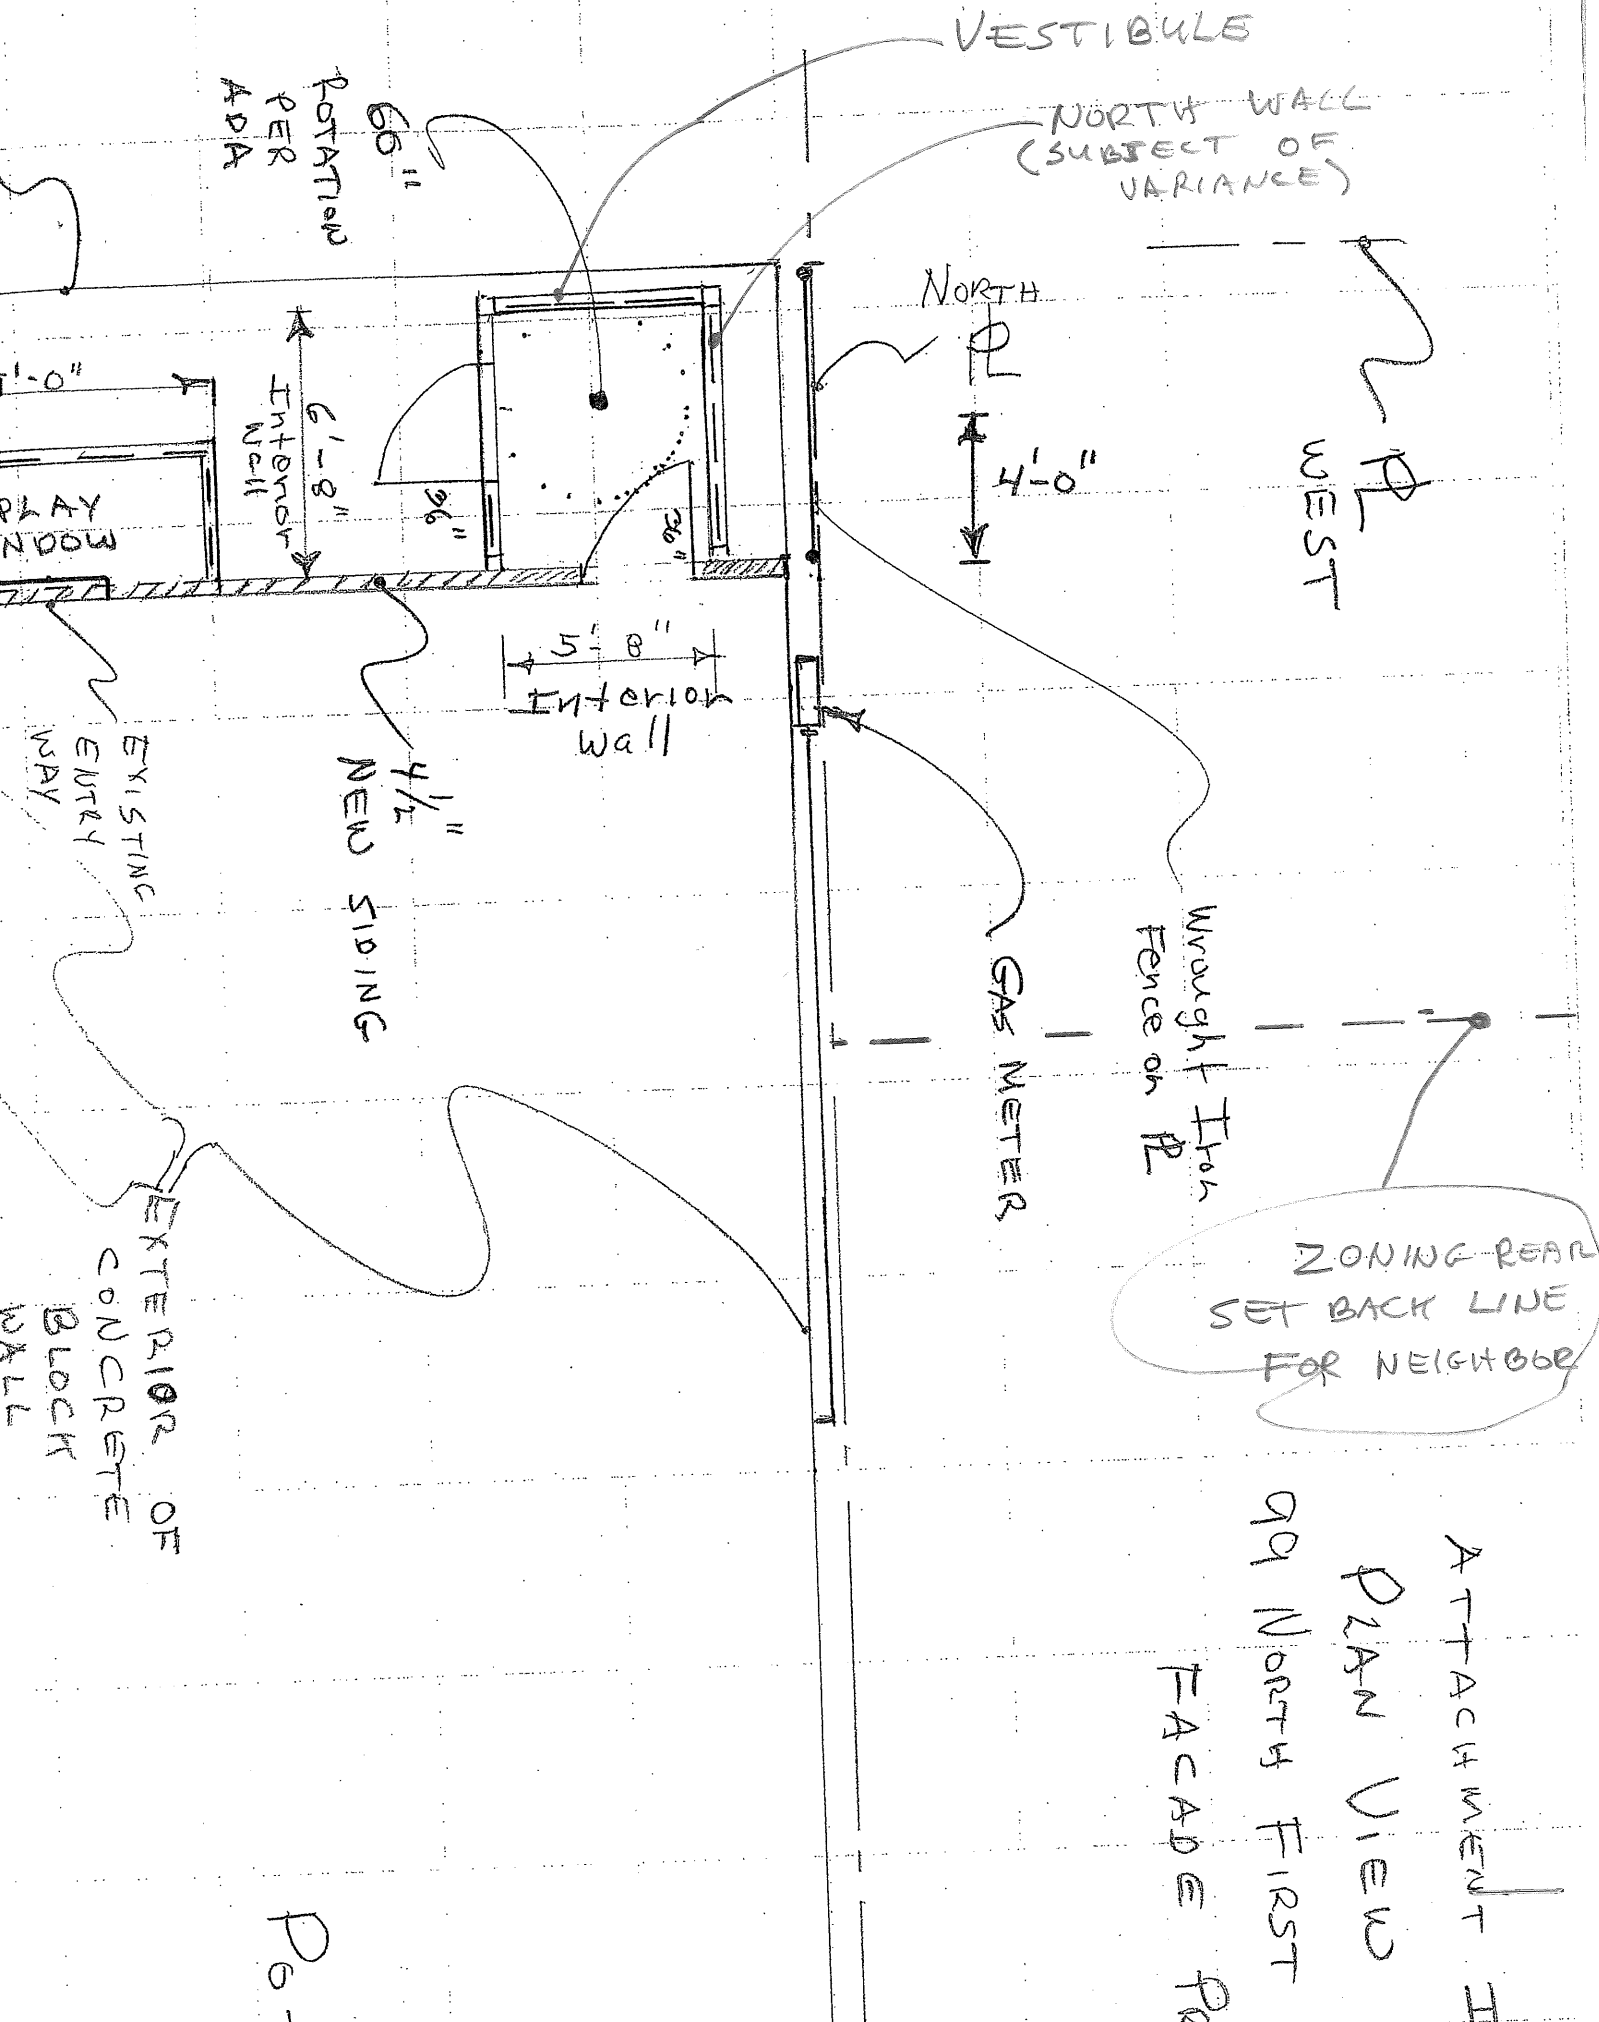 VESTIBULE
NORTH WALL
(SUBJECT OF
VARIANCE)
60"
ROTATION
PER
ADA
NORTH
PL
4'-0"
PL
WEST
6'-8"
Interior
Wall
'-0"
36"
36"
PLAY
NDOW
5'-8"
Interior
Wall
4 1/2"
NEW SIDING
EXISTING
ENTRY
WAY
GAS METER
Wrought Iron
Fence on PL
ZONING REAR
SET BACK LINE
FOR NEIGHBOR
EXTERIOR OF
CONCRETE
BLOCK
WALL
ATTACHMENT I
PLAN VIEW
99 NORTH FIRST
FACADE PR